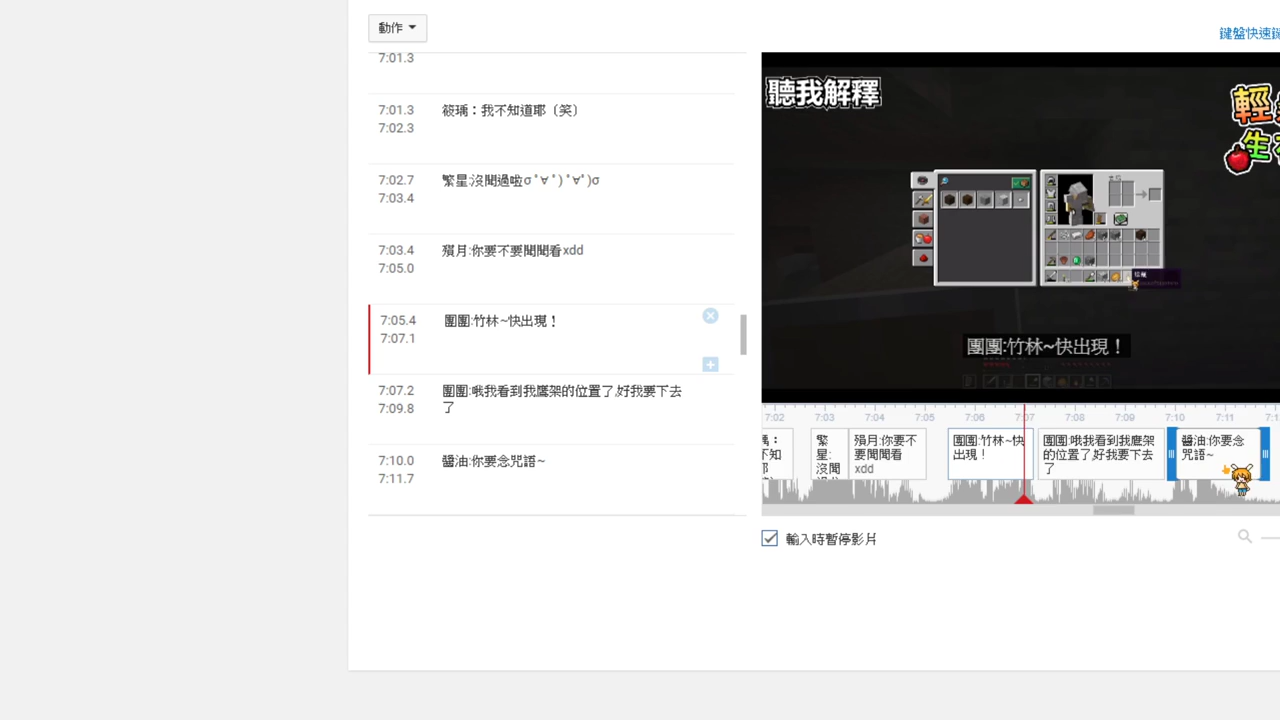 動作
鍵盤快速鍵
7:01.3
7:01.3
7:02.3
筱瑀：我不知道耶（笑）
7:02.7
7:03.4
繁星:沒聞過啦σ゚∀゚)゚∀゚)σ
7:03.4
7:05.0
殞月:你要不要聞聞看xdd
7:05.4
7:07.1
團團:竹林~快出現！
7:07.2
7:09.8
團團:哦我看到我鷹架的位置了,好我要下去
了
7:10.0
7:11.7
醬油:你要念咒語~
聽我解釋
輕
生
團團:竹林~快出現！
7:02 7:03 7:04 7:05 7:06 7:07 7:08 7:09 7:10 7:11
繁
星:
沒聞
殞月:你要不
要聞聞看
xdd
團團:竹林~快
出現！
團團:哦我看到我鷹架
的位置了,好我要下去
了
醬油:你要念
咒語~
輸入時暫停影片